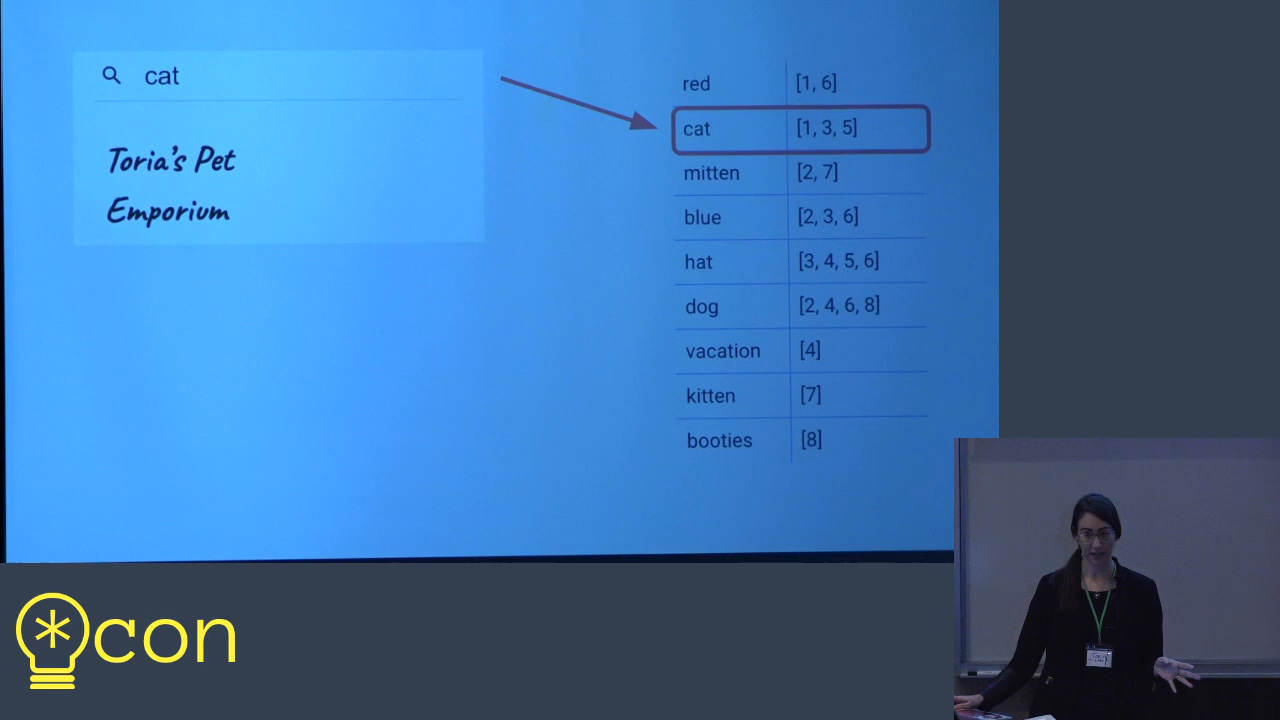 cat
Toria's Pet
Emporium
red [1, 6]
cat [1, 3, 5]
mitten [2, 7]
blue [2, 3, 6]
hat [3, 4, 5, 6]
dog [2, 4, 6, 8]
vacation [4]
kitten [7]
booties [8]
*con